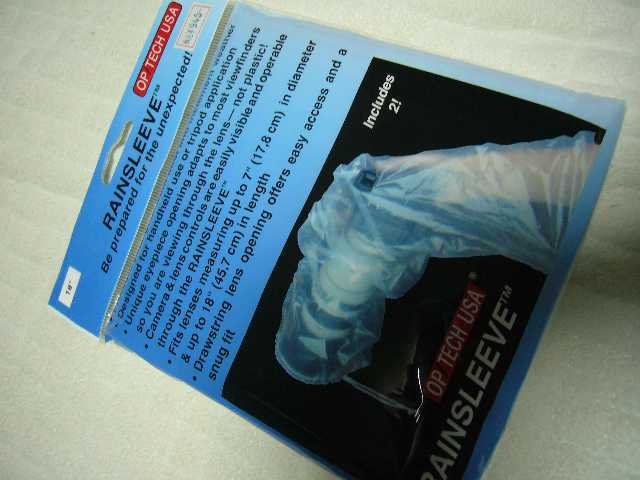 OP TECH USA
RAINSLEEVE™
Be prepared for the unexpected!
18"
weather
• Designed for handheld use or tripod application
• Unique eyepiece opening adapts to most viewfinders
so you are viewing through the lens—not plastic!
• Camera & lens controls are easily visible and operable
through the RAINSLEEVE™
• Fits lenses measuring up to 7" (17.8 cm) in diameter
& up to 18" (45.7 cm) in length
• Drawstring lens opening offers easy access and a
snug fit
Includes
2!
OP TECH USA®
RAINSLEEVE™